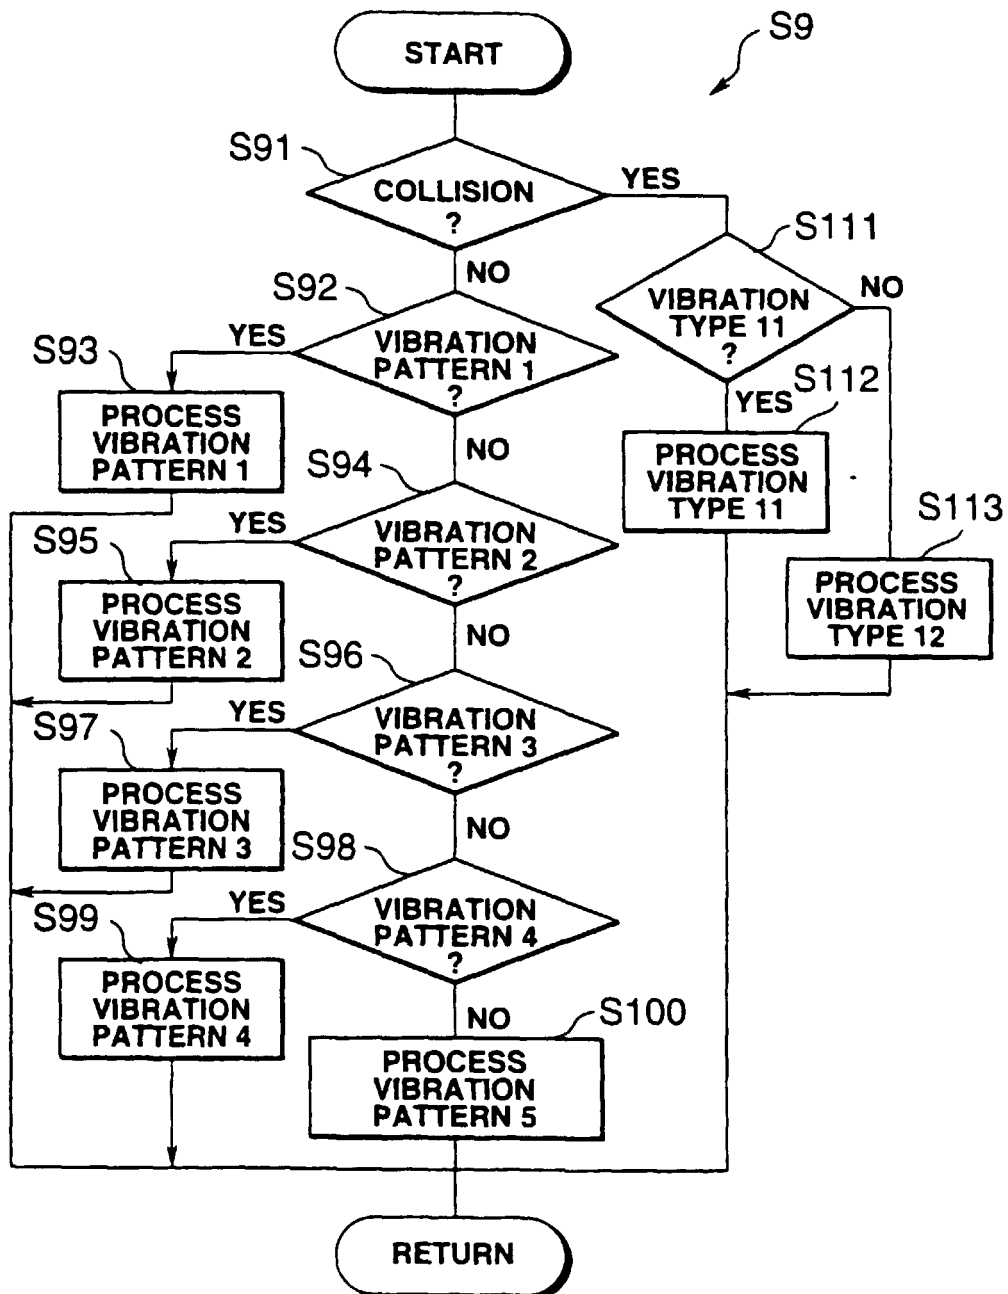 START
S9
S91
COLLISION
?
YES
NO
S111
VIBRATION
TYPE 11
?
NO
YES
S92
VIBRATION
PATTERN 1
?
YES
NO
S93
PROCESS
VIBRATION
PATTERN 1
S112
PROCESS
VIBRATION
TYPE 11
S94
VIBRATION
PATTERN 2
?
YES
NO
S95
PROCESS
VIBRATION
PATTERN 2
S113
PROCESS
VIBRATION
TYPE 12
S96
VIBRATION
PATTERN 3
?
YES
NO
S97
PROCESS
VIBRATION
PATTERN 3
S98
VIBRATION
PATTERN 4
?
YES
NO
S99
PROCESS
VIBRATION
PATTERN 4
S100
PROCESS
VIBRATION
PATTERN 5
RETURN